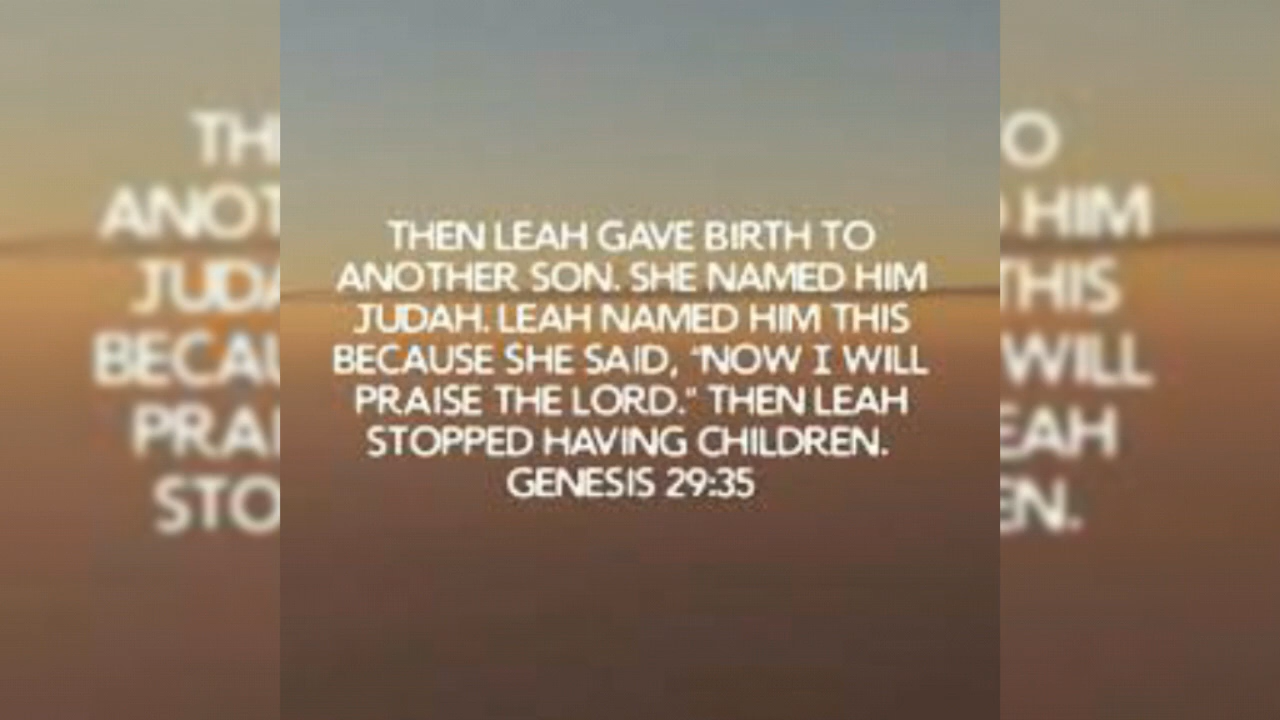 THEN LEAH GAVE BIRTH TO
ANOTHER SON. SHE NAMED HIM
JUDAH. LEAH NAMED HIM THIS
BECAUSE SHE SAID, "NOW I WILL
PRAISE THE LORD." THEN LEAH
STOPPED HAVING CHILDREN.
GENESIS 29:35